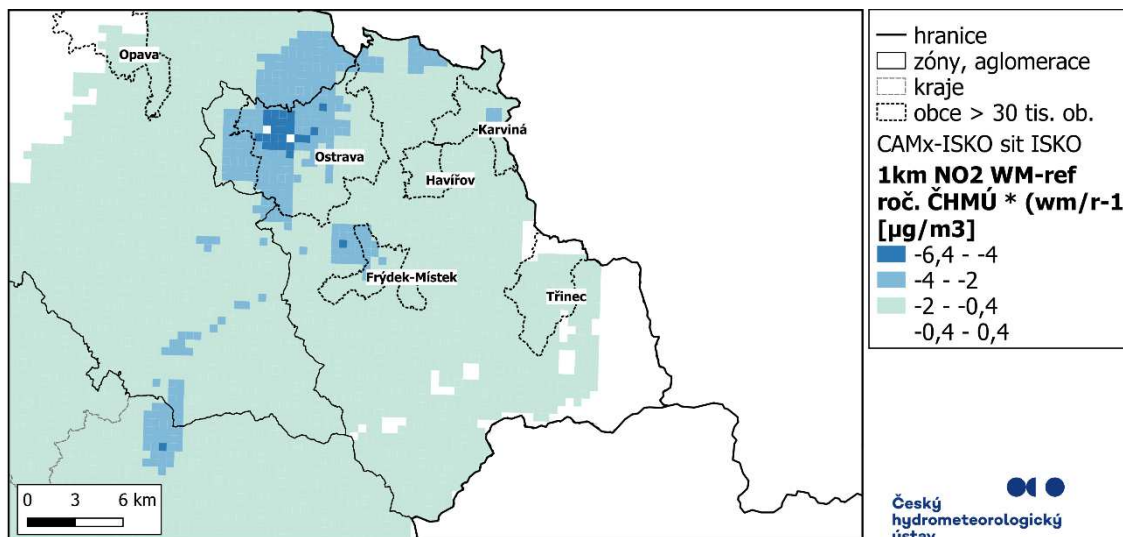 Opava
Ostrava
Karviná
Havířov
Frýdek-Místek
Třinec
0 3 6 km
hranice
zóny, aglomerace
kraje
obce > 30 tis. ob.
CAMx-ISKO sit ISKO
1km NO2 WM-ref
roč. ČHMÚ * (wm/r-1
[µg/m3]
-6,4 - -4
-4 - -2
-2 - -0,4
-0,4 - 0,4
Český
hydrometeorologický
ústav